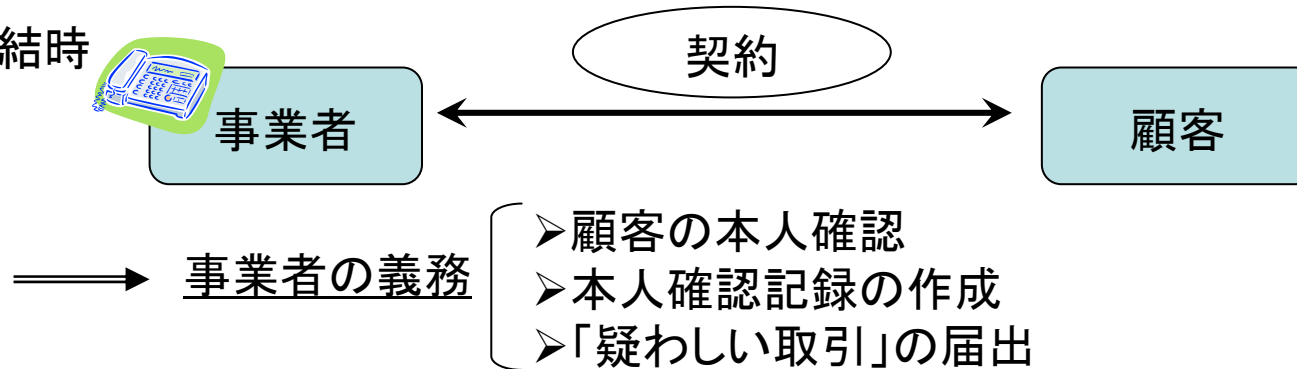 結時
契約
事業者
顧客
事業者の義務
➢顧客の本人確認
➢本人確認記録の作成
➢「疑わしい取引」の届出